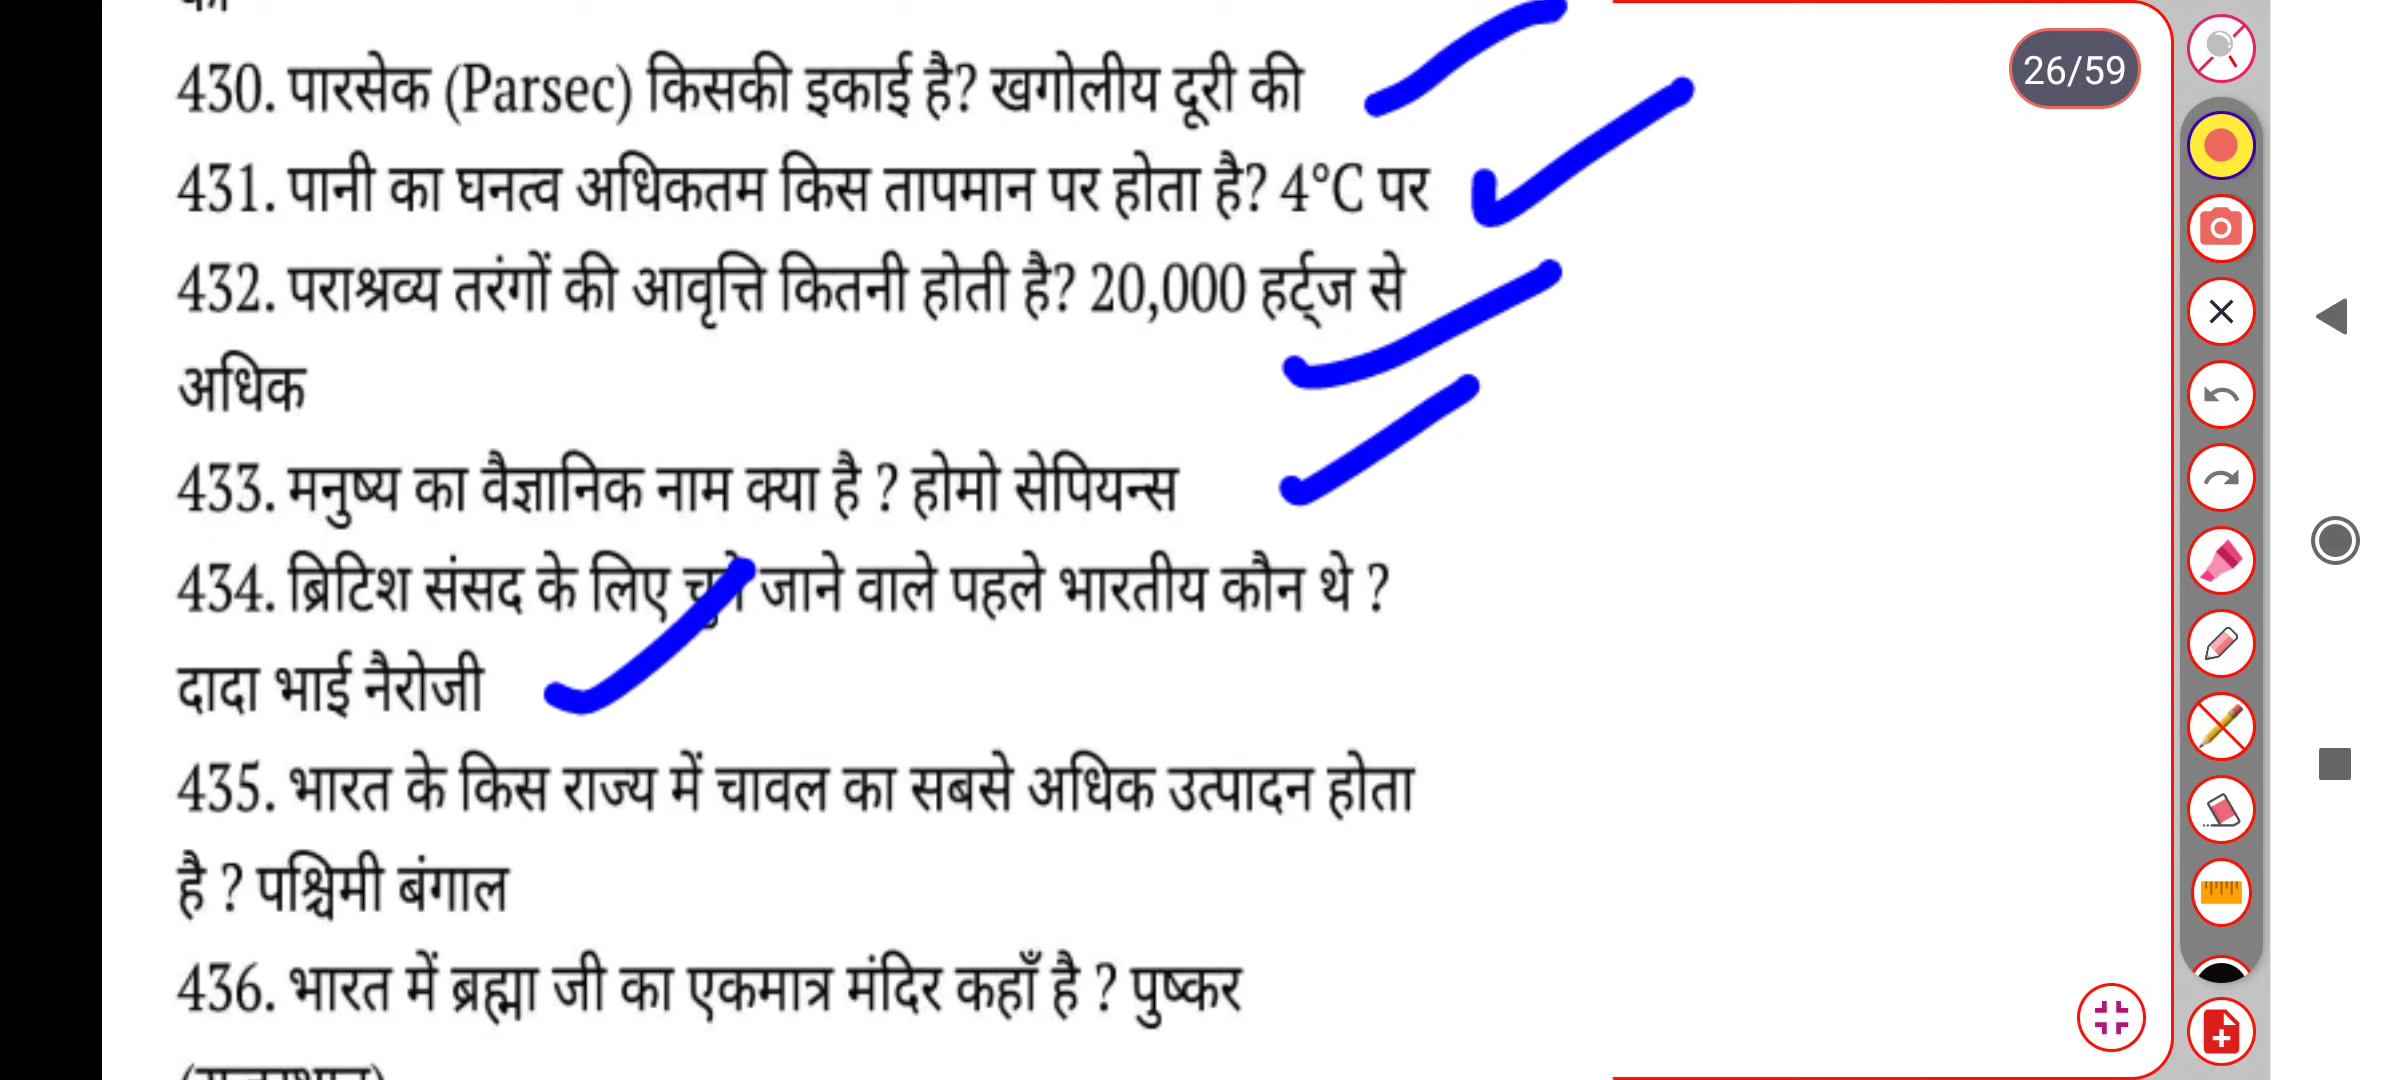 430. पारसेक (Parsec) किसकी इकाई है? खगोलीय दूरी की
26/59
431. पानी का घनत्व अधिकतम किस तापमान पर होता है? 4°C पर
432. पराश्रव्य तरंगों की आवृत्ति कितनी होती है? 20,000 हर्ट्ज से
अधिक
433. मनुष्य का वैज्ञानिक नाम क्या है ? होमो सेपियन्स
434. ब्रिटिश संसद के लिए चुने जाने वाले पहले भारतीय कौन थे ?
दादा भाई नैरोजी
435. भारत के किस राज्य में चावल का सबसे अधिक उत्पादन होता
है ? पश्चिमी बंगाल
436. भारत में ब्रह्मा जी का एकमात्र मंदिर कहाँ है ? पुष्कर